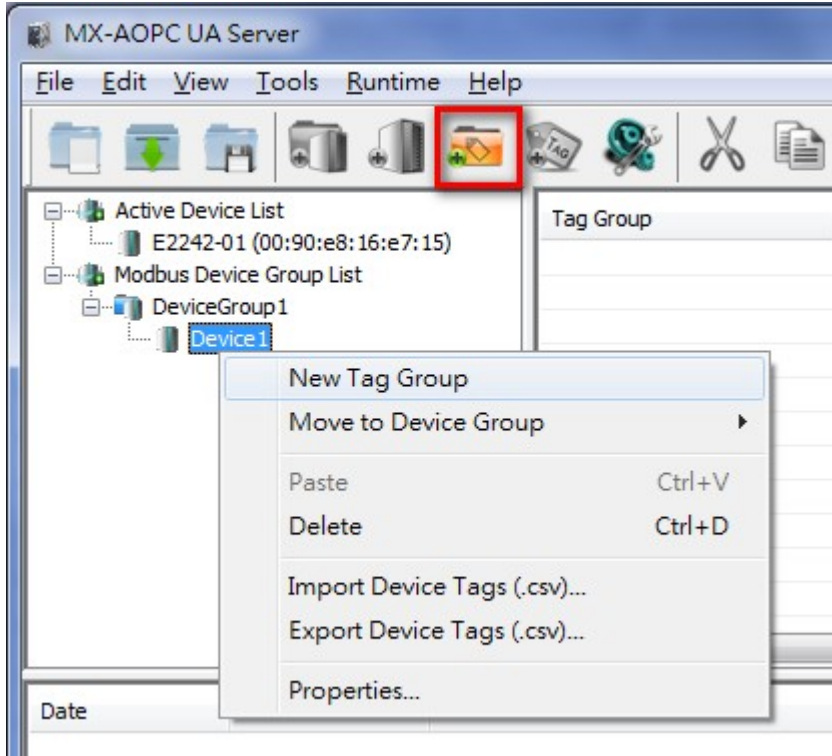 MX-AOPC UA Server
File Edit View Tools Runtime Help
TAG
Active Device List
E2242-01 (00:90:e8:16:e7:15)
Modbus Device Group List
DeviceGroup1
Device1
Tag Group
New Tag Group
Move to Device Group
Paste Ctrl+V
Delete Ctrl+D
Import Device Tags (.csv)...
Export Device Tags (.csv)...
Properties...
Date